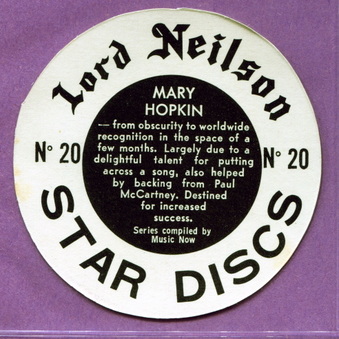 Lord Neilson
MARY
HOPKIN
— from obscurity to worldwide
recognition in the space of a
few months. Largely due to a
delightful talent for putting
across a song, also helped
by backing from Paul
McCartney. Destined
for increased
success.
Series compiled by
Music Now
N° 20
N° 20
STAR DISCS